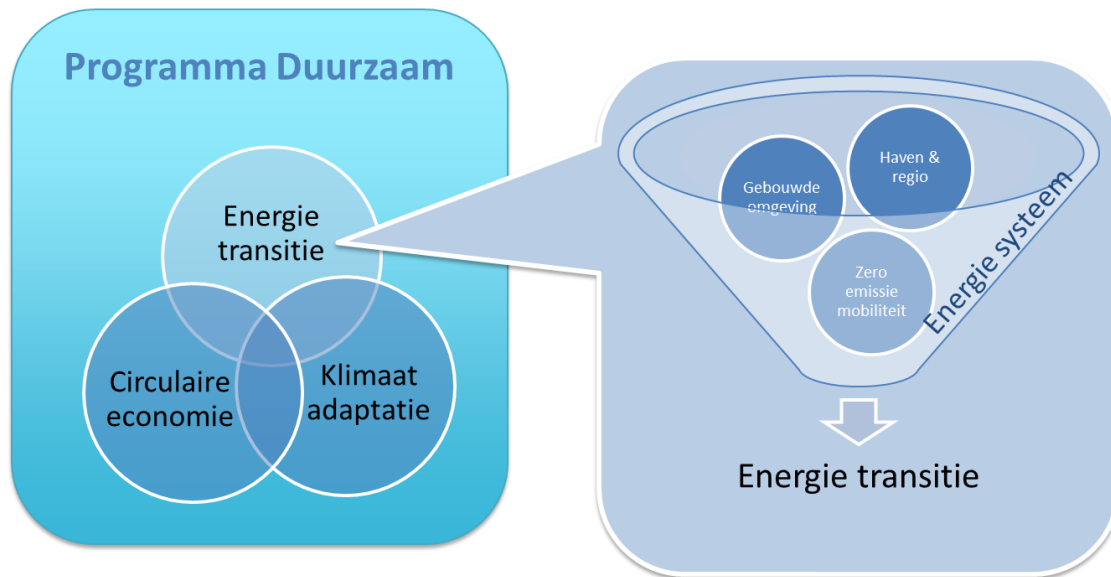 Programma Duurzaam
Energie
transitie
Circulaire
economie
Klimaat
adaptatie
Haven &
regio
Gebouwde
omgeving
Zero
emissie
mobiliteit
Energie systeem
Energie transitie